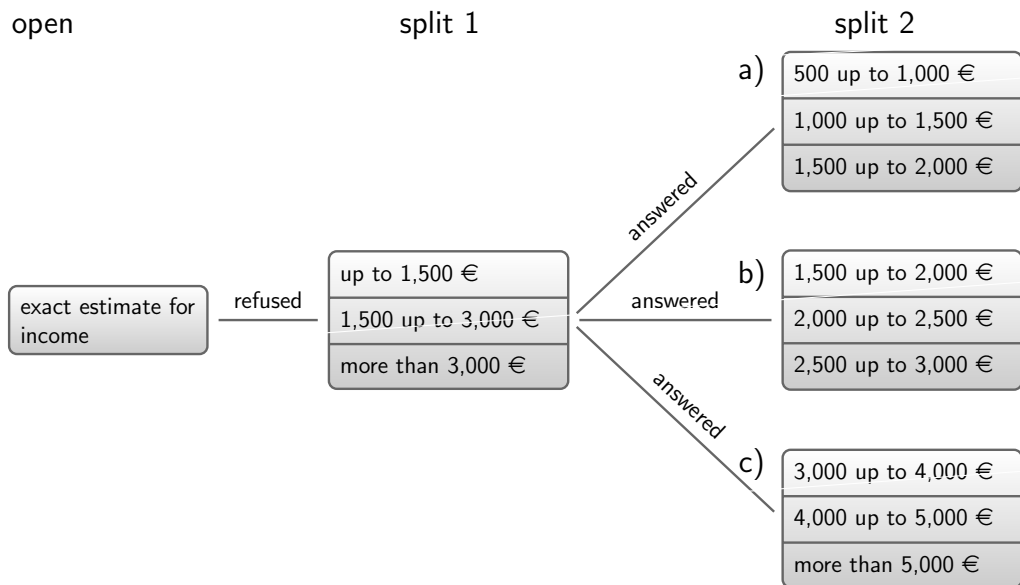 open
split 1
split 2
exact estimate for
income
refused
up to 1,500 €
1,500 up to 3,000 €
more than 3,000 €
answered
a)
500 up to 1,000 €
1,000 up to 1,500 €
1,500 up to 2,000 €
answered
b)
1,500 up to 2,000 €
2,000 up to 2,500 €
2,500 up to 3,000 €
answered
c)
3,000 up to 4,000 €
4,000 up to 5,000 €
more than 5,000 €